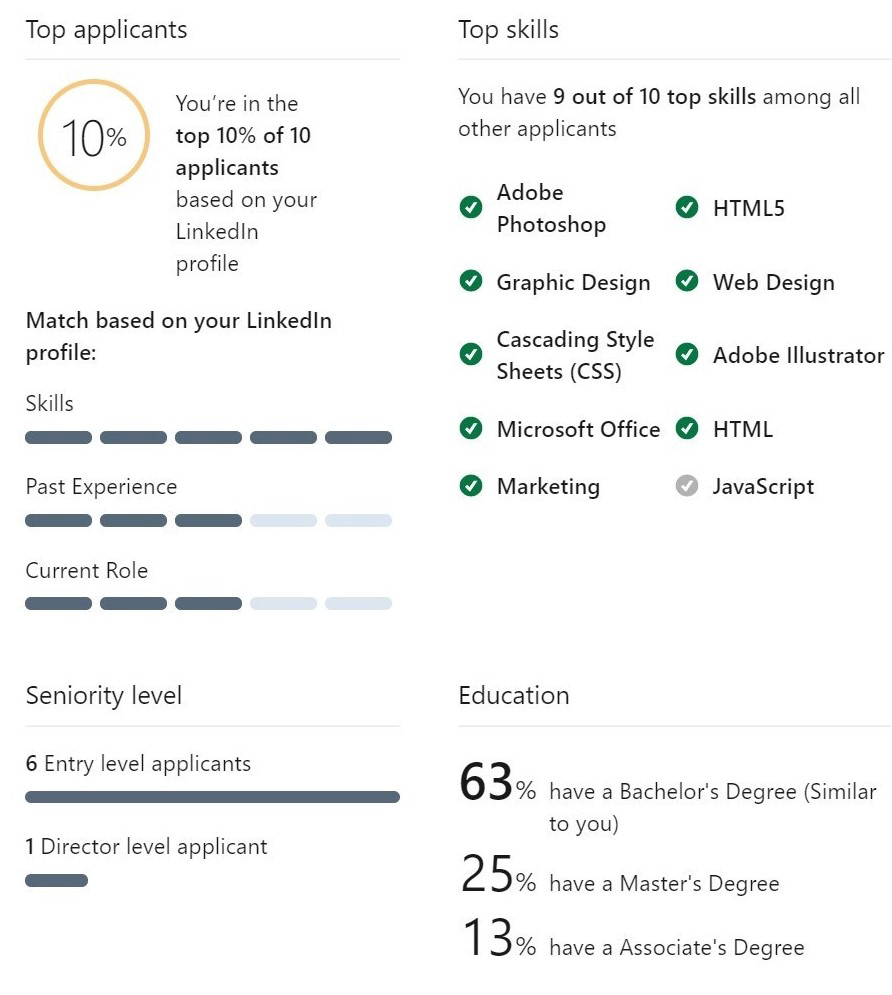 Top applicants
10%
You’re in the
top 10% of 10
applicants
based on your
LinkedIn
profile
Match based on your LinkedIn
profile:
Skills
Past Experience
Current Role
Top skills
You have 9 out of 10 top skills among all
other applicants
Adobe
Photoshop
HTML5
Graphic Design
Web Design
Cascading Style
Sheets (CSS)
Adobe Illustrator
Microsoft Office
HTML
Marketing
JavaScript
Seniority level
6 Entry level applicants
1 Director level applicant
Education
63% have a Bachelor's Degree (Similar
to you)
25% have a Master's Degree
13% have a Associate's Degree